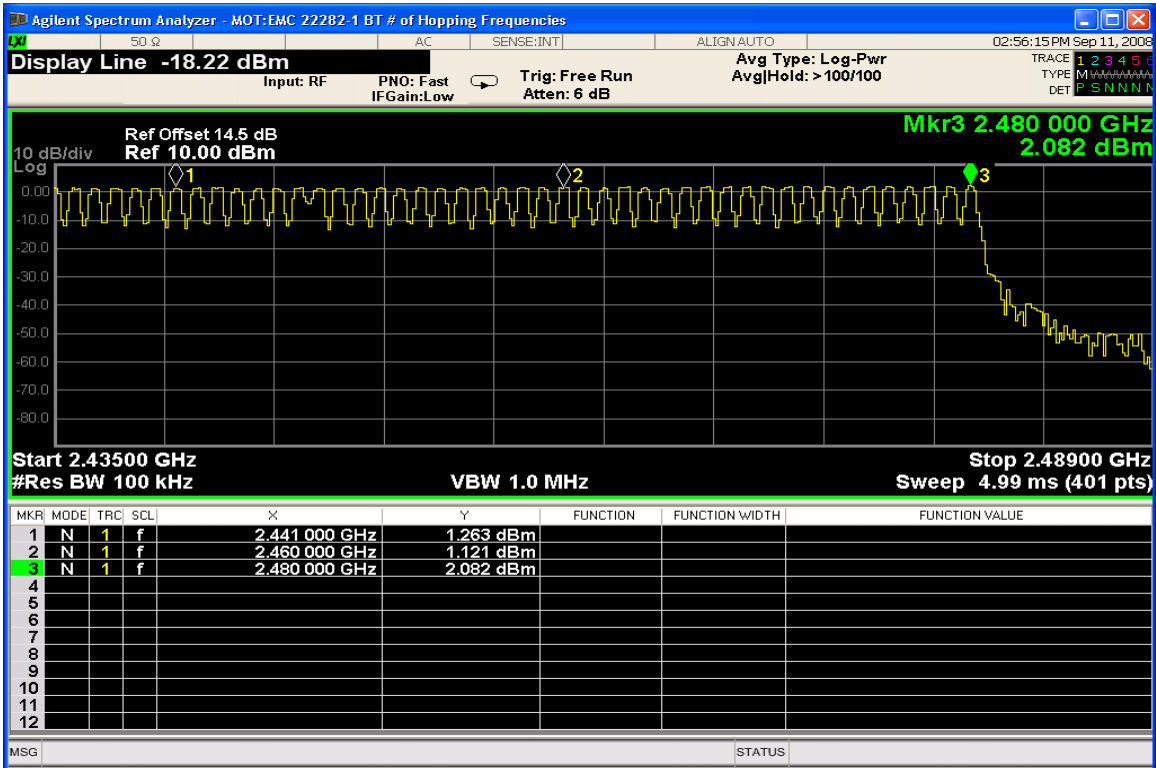 Agilent Spectrum Analyzer - MOT:EMC 22282-1 BT # of Hopping Frequencies
LXI 50 Ω AC SENSE:INT ALIGN AUTO 02:56:15 PM Sep 11, 2008
Display Line -18.22 dBm
Input: RF PNO: Fast IFGain:Low Trig: Free Run Atten: 6 dB
Avg Type: Log-Pwr Avg|Hold: >100/100
TRACE 1 2 3 4 5 6
TYPE M
DET P S N N N N
Mkr3 2.480 000 GHz
2.082 dBm
Ref Offset 14.5 dB
10 dB/div Ref 10.00 dBm
Log
1 2 3
0.00
-10.0
-20.0
-30.0
-40.0
-50.0
-60.0
-70.0
-80.0
Start 2.43500 GHz Stop 2.48900 GHz
#Res BW 100 kHz VBW 1.0 MHz Sweep 4.99 ms (401 pts)
MKR MODE TRC SCL X Y FUNCTION FUNCTION WIDTH FUNCTION VALUE
1 N 1 f 2.441 000 GHz 1.263 dBm
2 N 1 f 2.460 000 GHz 1.121 dBm
3 N 1 f 2.480 000 GHz 2.082 dBm
4
5
6
7
8
9
10
11
12
MSG STATUS